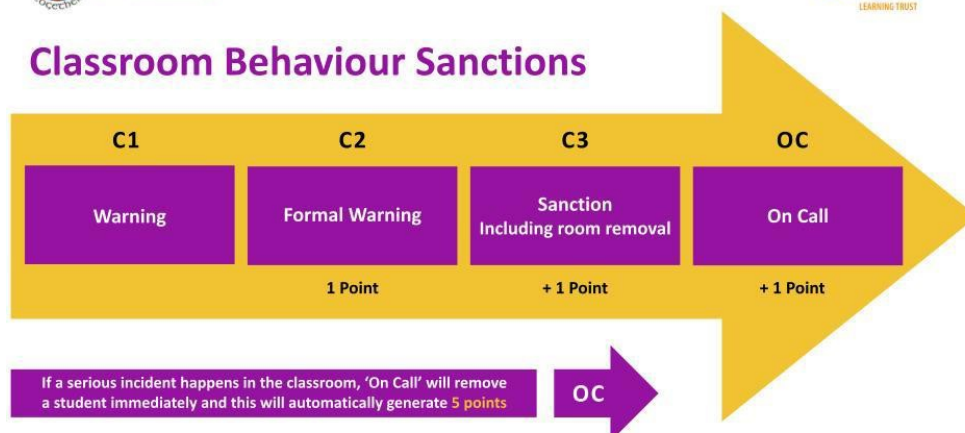 together
LEARNING TRUST
Classroom Behaviour Sanctions
C1
C2
C3
OC
Warning
Formal Warning
Sanction
Including room removal
On Call
1 Point
+ 1 Point
+ 1 Point
If a serious incident happens in the classroom, ‘On Call’ will remove
a student immediately and this will automatically generate 5 points
OC